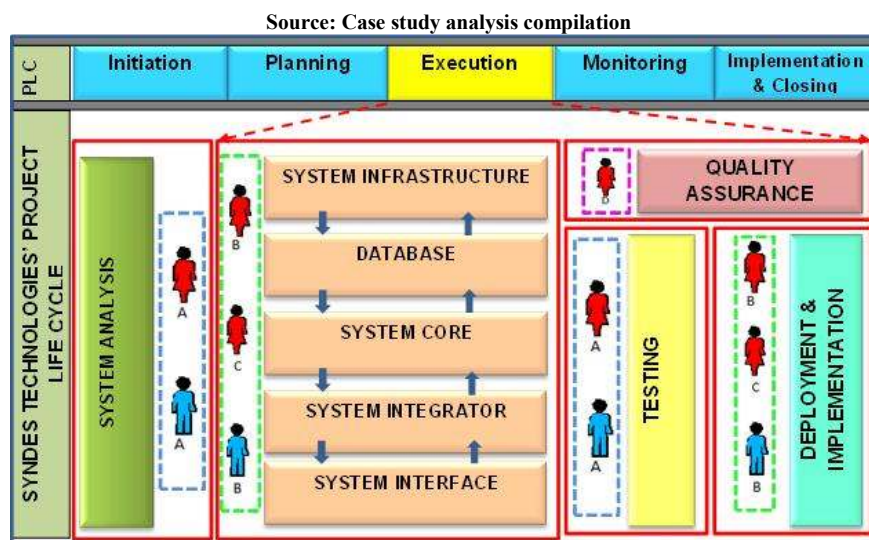 Source: Case study analysis compilation
PLC
Initiation
Planning
Execution
Monitoring
Implementation
& Closing
SYNDES TECHNOLOGIES' PROJECT
LIFE CYCLE
SYSTEM ANALYSIS
A
A
B
C
B
SYSTEM INFRASTRUCTURE
DATABASE
SYSTEM CORE
SYSTEM INTEGRATOR
SYSTEM INTERFACE
D
QUALITY
ASSURANCE
A
A
TESTING
B
C
B
DEPLOYMENT &
IMPLEMENTATION